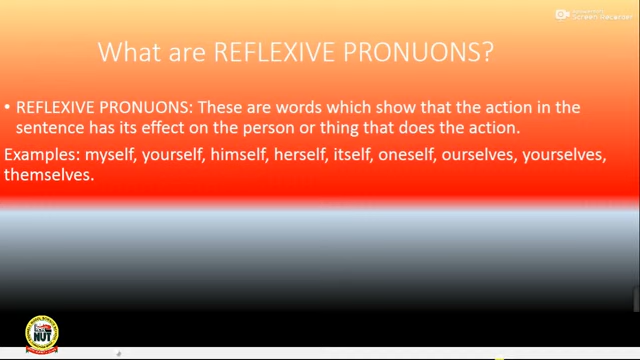 Screen Recorder
What are REFLEXIVE PRONUONS?
• REFLEXIVE PRONUONS: These are words which show that the action in the
sentence has its effect on the person or thing that does the action.
Examples: myself, yourself, himself, herself, itself, oneself, ourselves, yourselves,
themselves.
NUT